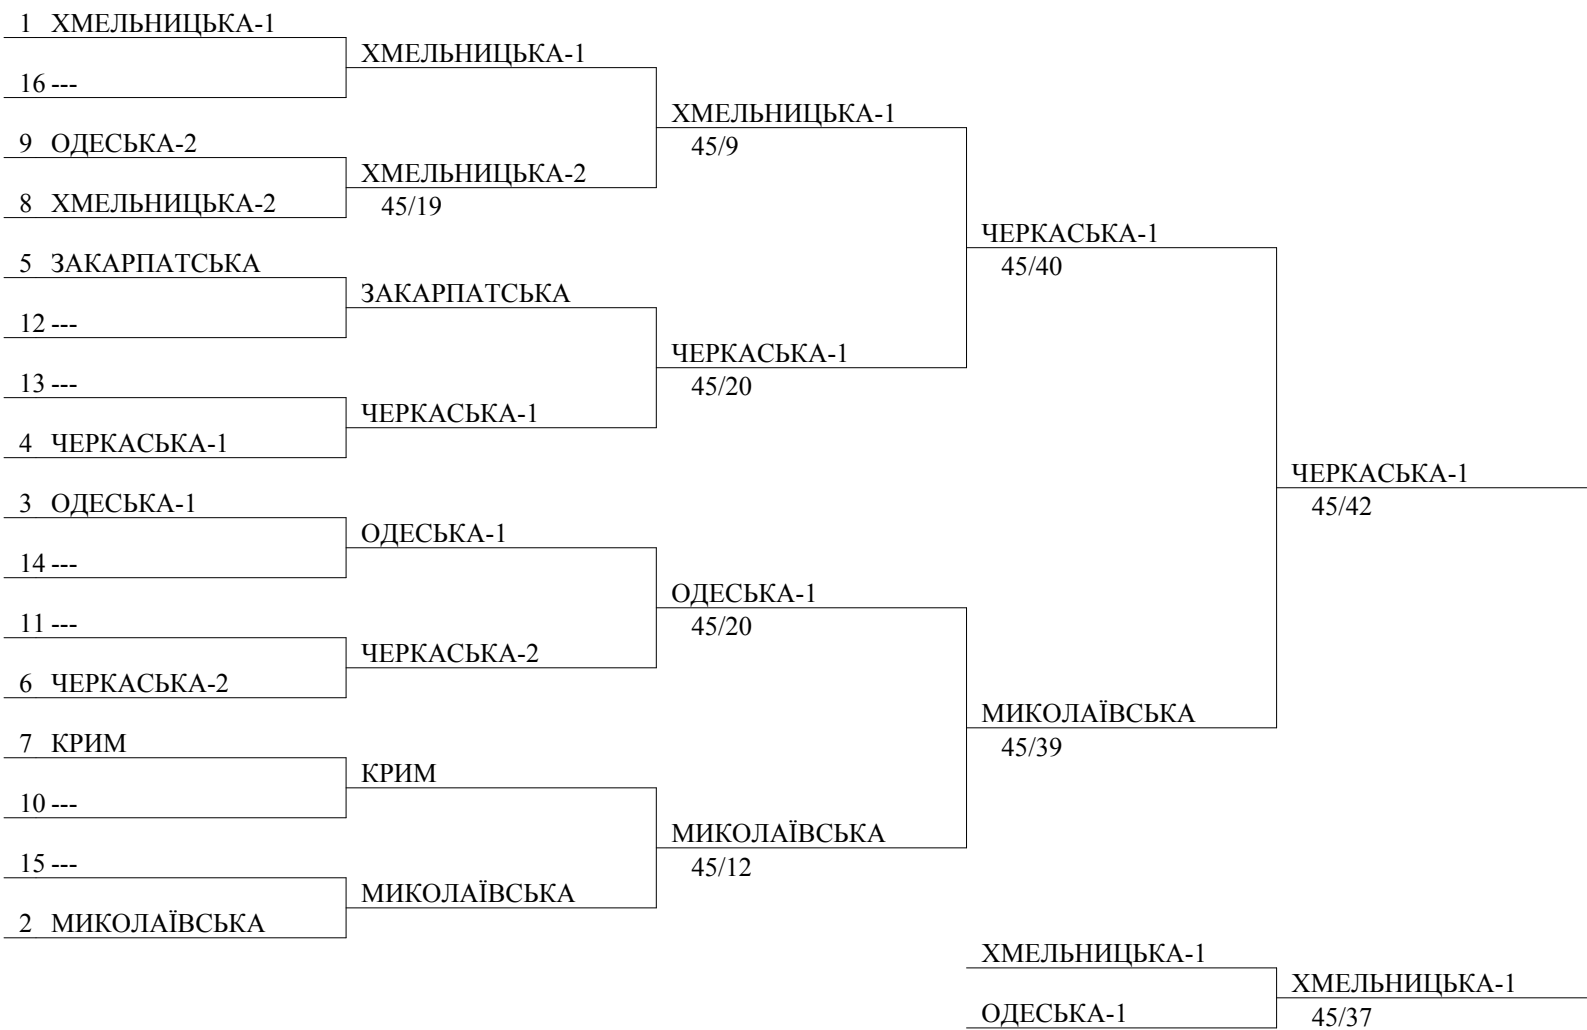 1 ХМЕЛЬНИЦЬКА-1
ХМЕЛЬНИЦЬКА-1
16 ---
ХМЕЛЬНИЦЬКА-1
45/9
9 ОДЕСЬКА-2
ХМЕЛЬНИЦЬКА-2
45/19
8 ХМЕЛЬНИЦЬКА-2
ЧЕРКАСЬКА-1
45/40
5 ЗАКАРПАТСЬКА
ЗАКАРПАТСЬКА
12 ---
ЧЕРКАСЬКА-1
45/20
13 ---
ЧЕРКАСЬКА-1
4 ЧЕРКАСЬКА-1
ЧЕРКАСЬКА-1
45/42
3 ОДЕСЬКА-1
ОДЕСЬКА-1
14 ---
ОДЕСЬКА-1
45/20
11 ---
ЧЕРКАСЬКА-2
6 ЧЕРКАСЬКА-2
МИКОЛАЇВСЬКА
45/39
7 КРИМ
КРИМ
10 ---
МИКОЛАЇВСЬКА
45/12
15 ---
МИКОЛАЇВСЬКА
2 МИКОЛАЇВСЬКА
ХМЕЛЬНИЦЬКА-1
ХМЕЛЬНИЦЬКА-1
45/37
ОДЕСЬКА-1